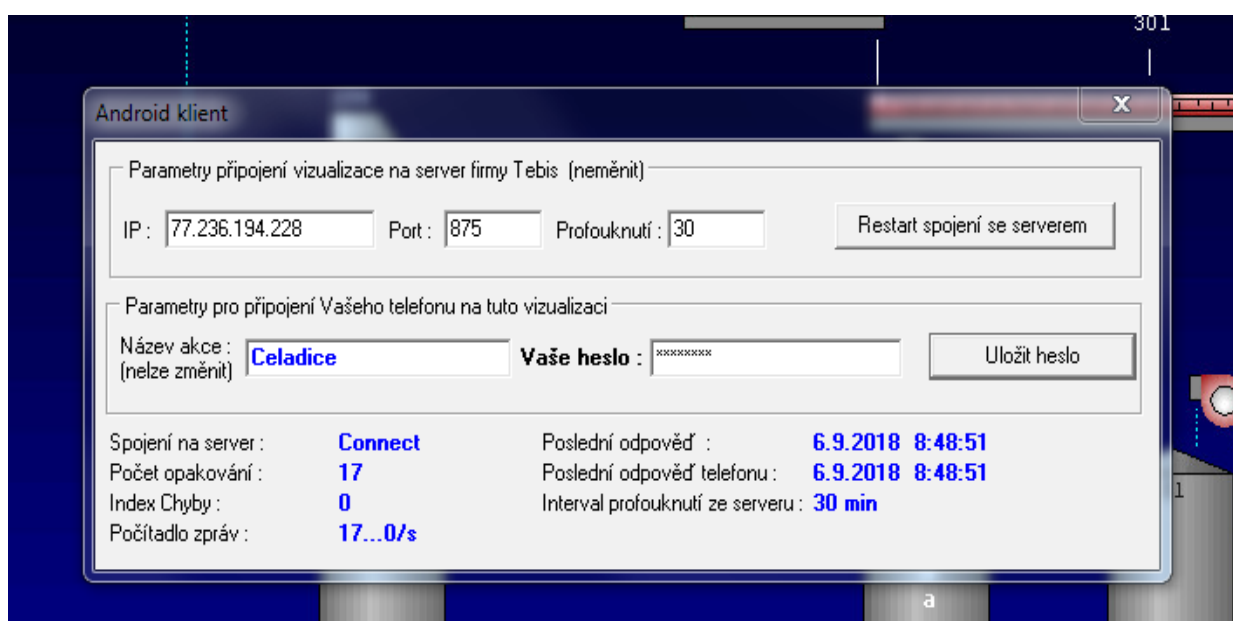 301
Android klient
Parametry připojení vizualizace na server firmy Tebis (neměnit)
IP : 77.236.194.228 Port : 875 Profouknutí : 30 Restart spojení se serverem
Parametry pro připojení Vašeho telefonu na tuto vizualizaci
Název akce :
(nelze změnit) Celadice Vaše heslo : ******** Uložit heslo
Spojení na server : Connect Poslední odpověď : 6.9.2018 8:48:51
Počet opakování : 17 Poslední odpověď telefonu : 6.9.2018 8:48:51
Index Chyby : 0 Interval profouknutí ze serveru : 30 min
1
Počítadlo zpráv : 17...0/s
a